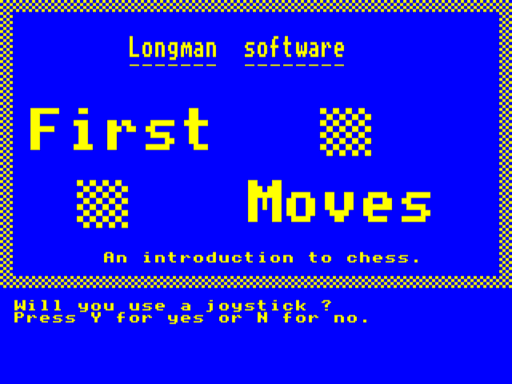 Longman software
First
Moves
An introduction to chess.
Will you use a joystick ?
Press Y for yes or N for no.